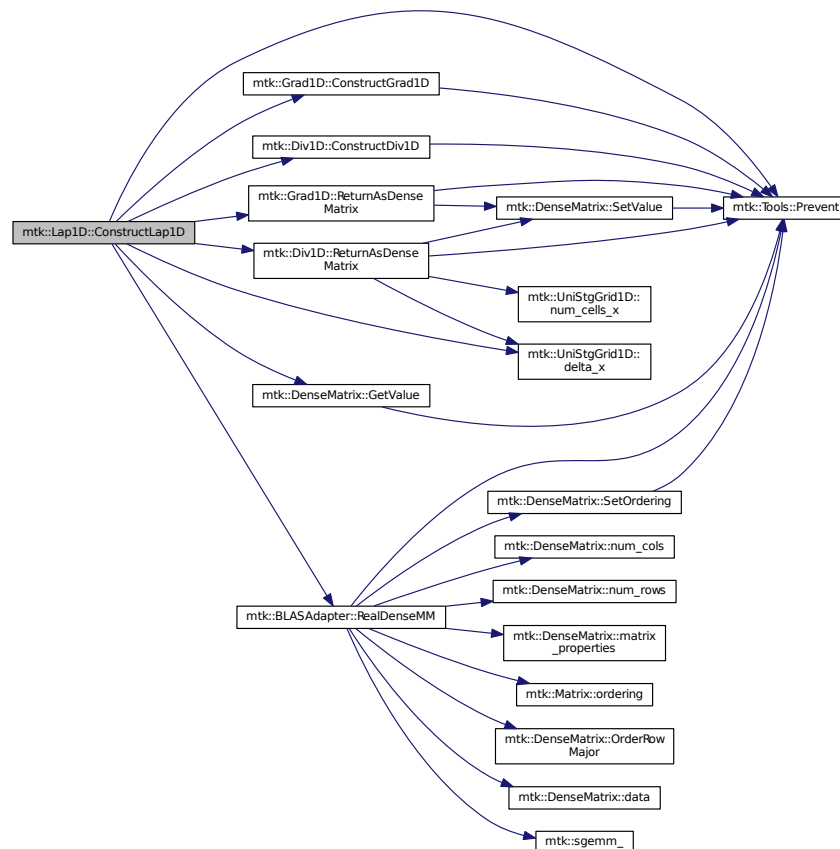 mtk::Grad1D::ConstructGrad1D
mtk::Div1D::ConstructDiv1D
mtk::Grad1D::ReturnAsDense
Matrix
mtk::DenseMatrix::SetValue
mtk::Tools::Prevent
mtk::Lap1D::ConstructLap1D
mtk::Div1D::ReturnAsDense
Matrix
mtk::UniStgGrid1D::
num_cells_x
mtk::UniStgGrid1D::
delta_x
mtk::DenseMatrix::GetValue
mtk::DenseMatrix::SetOrdering
mtk::DenseMatrix::num_cols
mtk::DenseMatrix::num_rows
mtk::BLASAdapter::RealDenseMM
mtk::DenseMatrix::matrix
_properties
mtk::Matrix::ordering
mtk::DenseMatrix::OrderRow
Major
mtk::DenseMatrix::data
mtk::sgemm_